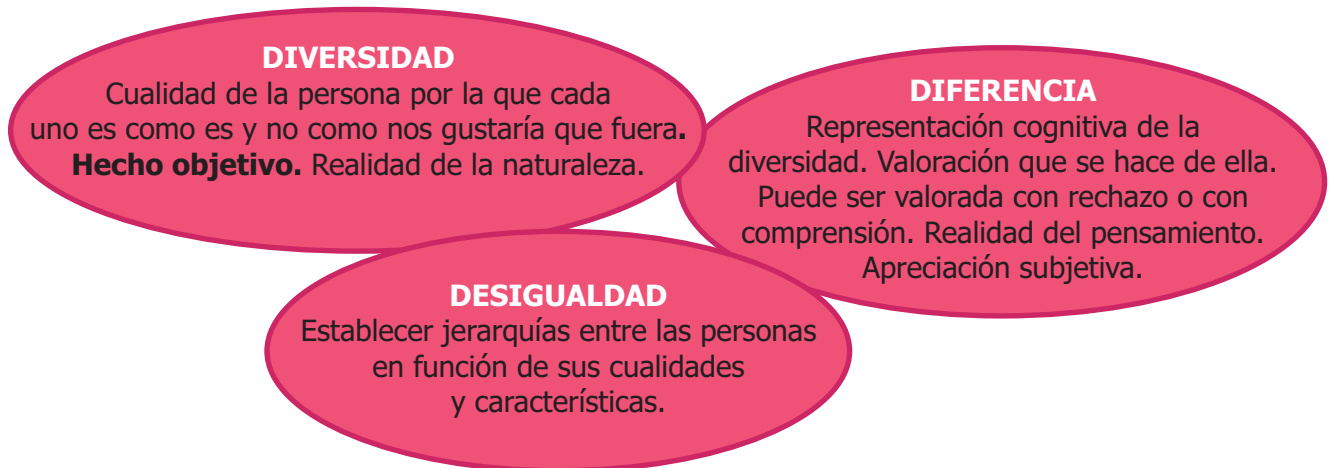 DIVERSIDAD
Cualidad de la persona por la que cada
uno es como es y no como nos gustaría que fuera.
Hecho objetivo. Realidad de la naturaleza.
DIFERENCIA
Representación cognitiva de la
diversidad. Valoración que se hace de ella.
Puede ser valorada con rechazo o con
comprensión. Realidad del pensamiento.
Apreciación subjetiva.
DESIGUALDAD
Establecer jerarquías entre las personas
en función de sus cualidades
y características.